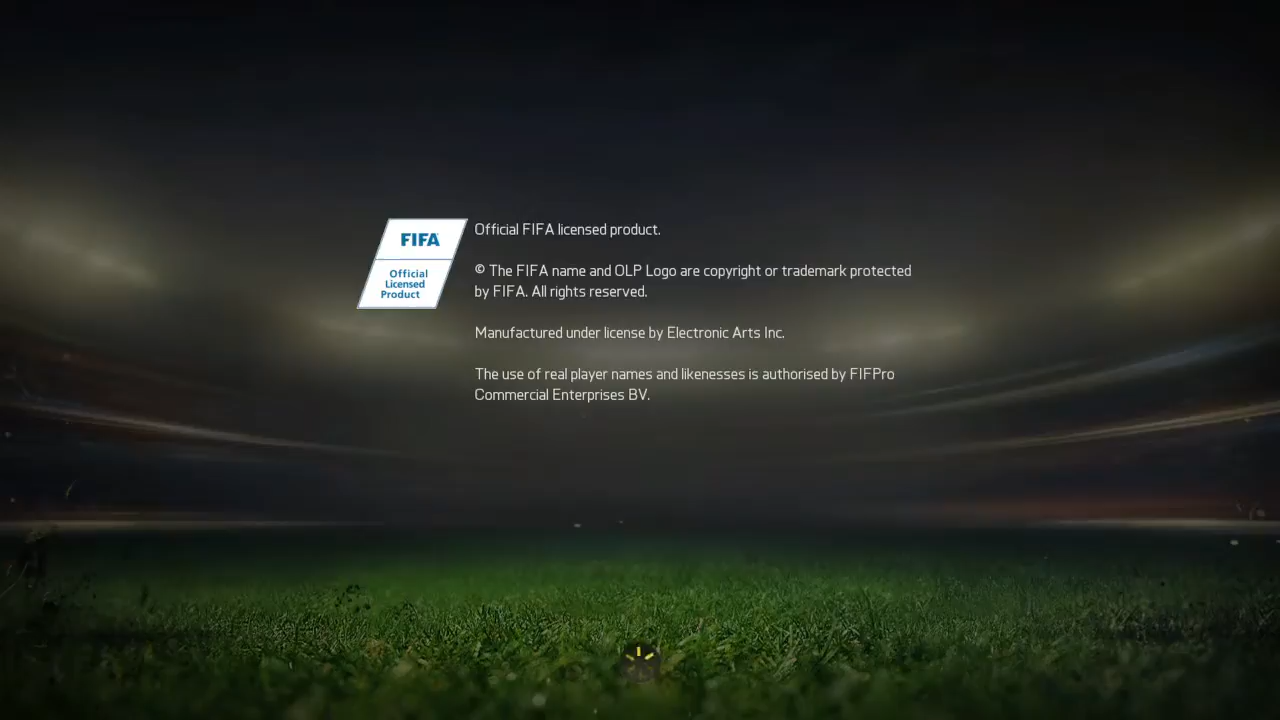 FIFA
Official
Licensed
Product
Official FIFA licensed product.
© The FIFA name and OLP Logo are copyright or trademark protected
by FIFA. All rights reserved.
Manufactured under license by Electronic Arts Inc.
The use of real player names and likenesses is authorised by FIFPro
Commercial Enterprises BV.